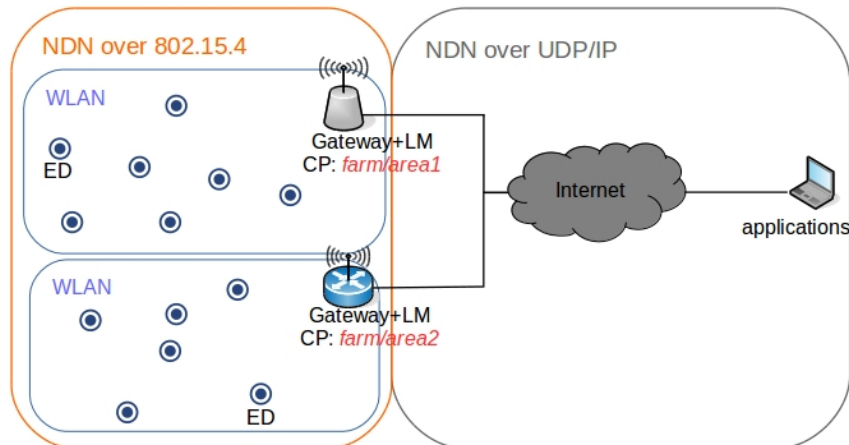 NDN over 802.15.4
NDN over UDP/IP
WLAN
ED
Gateway+LM
CP: farm/area1
Internet
applications
WLAN
Gateway+LM
CP: farm/area2
ED